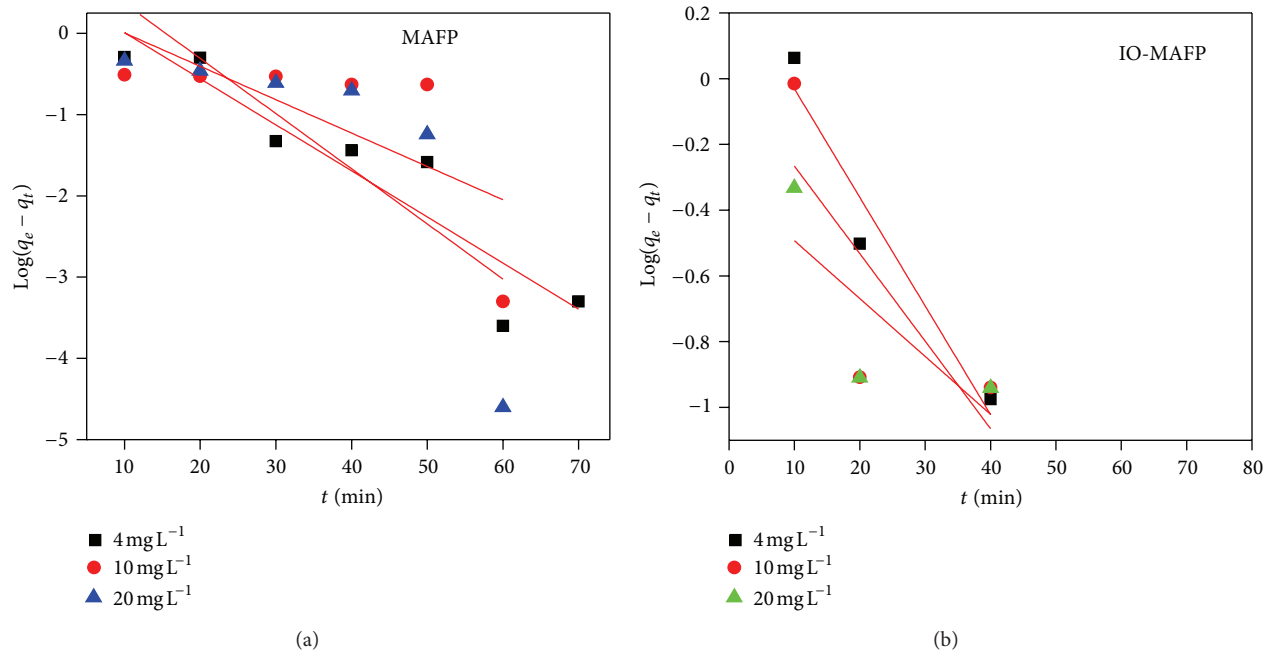 MAFP
0
−1
−2
−3
−4
−5
Log(qₑ − qₜ)
10 20 30 40 50 60 70
t (min)
4 mg L⁻¹
10 mg L⁻¹
20 mg L⁻¹
(a)
IO-MAFP
0.2
0
−0.2
−0.4
−0.6
−0.8
−1
Log(qₑ − qₜ)
0 10 20 30 40 50 60 70 80
t (min)
4 mg L⁻¹
10 mg L⁻¹
20 mg L⁻¹
(b)